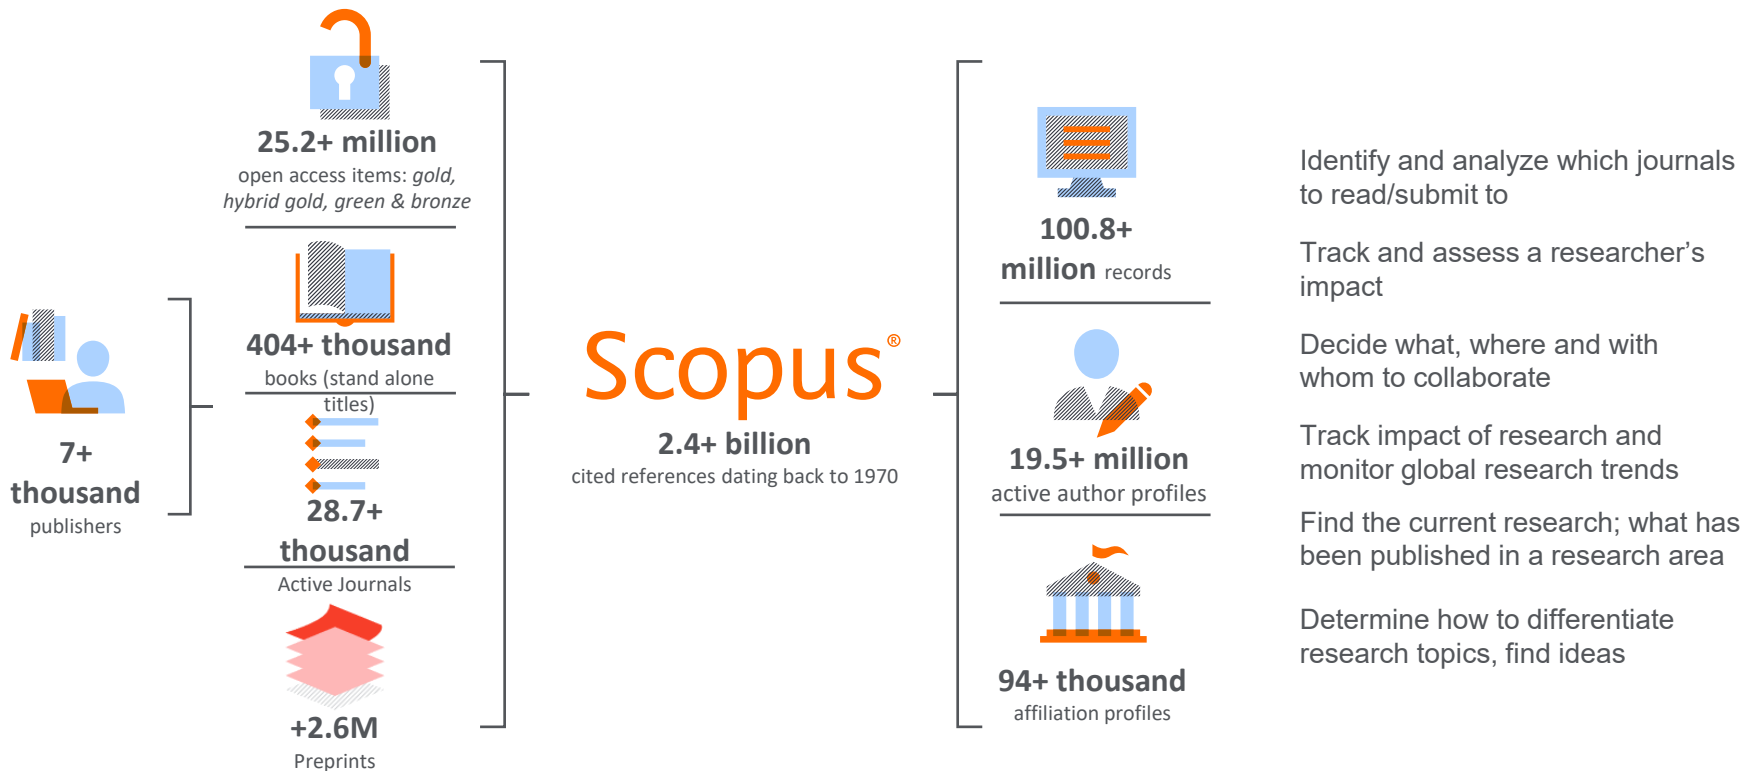 7+
thousand
publishers
25.2+ million
open access items: gold,
hybrid gold, green & bronze
404+ thousand
books (stand alone
titles)
28.7+
thousand
Active Journals
+2.6M
Preprints
Scopus®
2.4+ billion
cited references dating back to 1970
100.8+
million records
19.5+ million
active author profiles
94+ thousand
affiliation profiles
Identify and analyze which journals
to read/submit to
Track and assess a researcher’s
impact
Decide what, where and with
whom to collaborate
Track impact of research and
monitor global research trends
Find the current research; what has
been published in a research area
Determine how to differentiate
research topics, find ideas